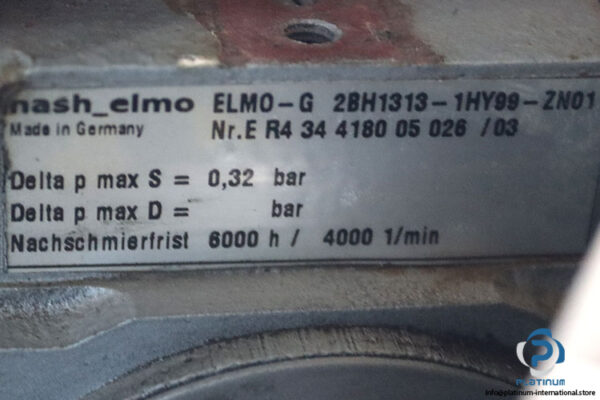 nash_elmo ELMO-G 2BH1313-1HY99-ZN01
Made in Germany Nr.E R4 34 4180 05 026 /03
Delta p max S = 0,32 bar
Delta p max D = bar
Nachschmierfrist 6000 h / 4000 1/min
PLATINUM
info@platinum-international.store